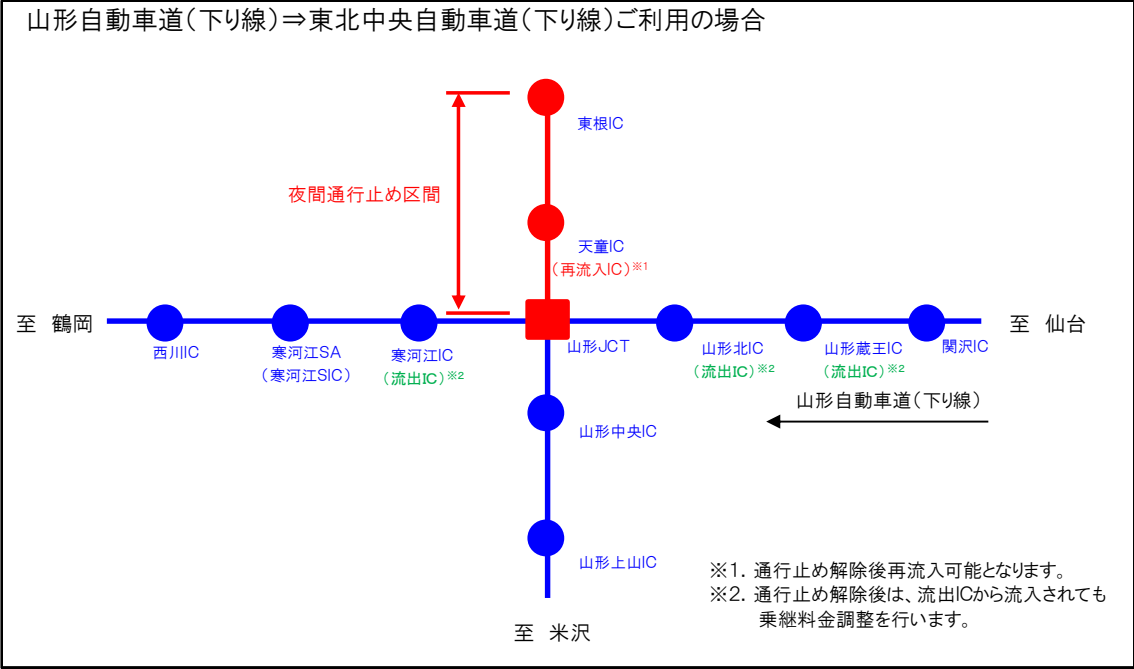 山形自動車道(下り線)⇒東北中央自動車道(下り線)ご利用の場合
東根IC
夜間通行止め区間
天童IC
(再流入IC)※1
至 鶴岡
至 仙台
西川IC
寒河江SA
(寒河江SIC)
寒河江IC
(流出IC)※2
山形JCT
山形北IC
(流出IC)※2
山形蔵王IC
(流出IC)※2
関沢IC
山形自動車道(下り線)
山形中央IC
山形上山IC
※1. 通行止め解除後再流入可能となります。
※2. 通行止め解除後は、流出ICから流入されても
乗継料金調整を行います。
至 米沢